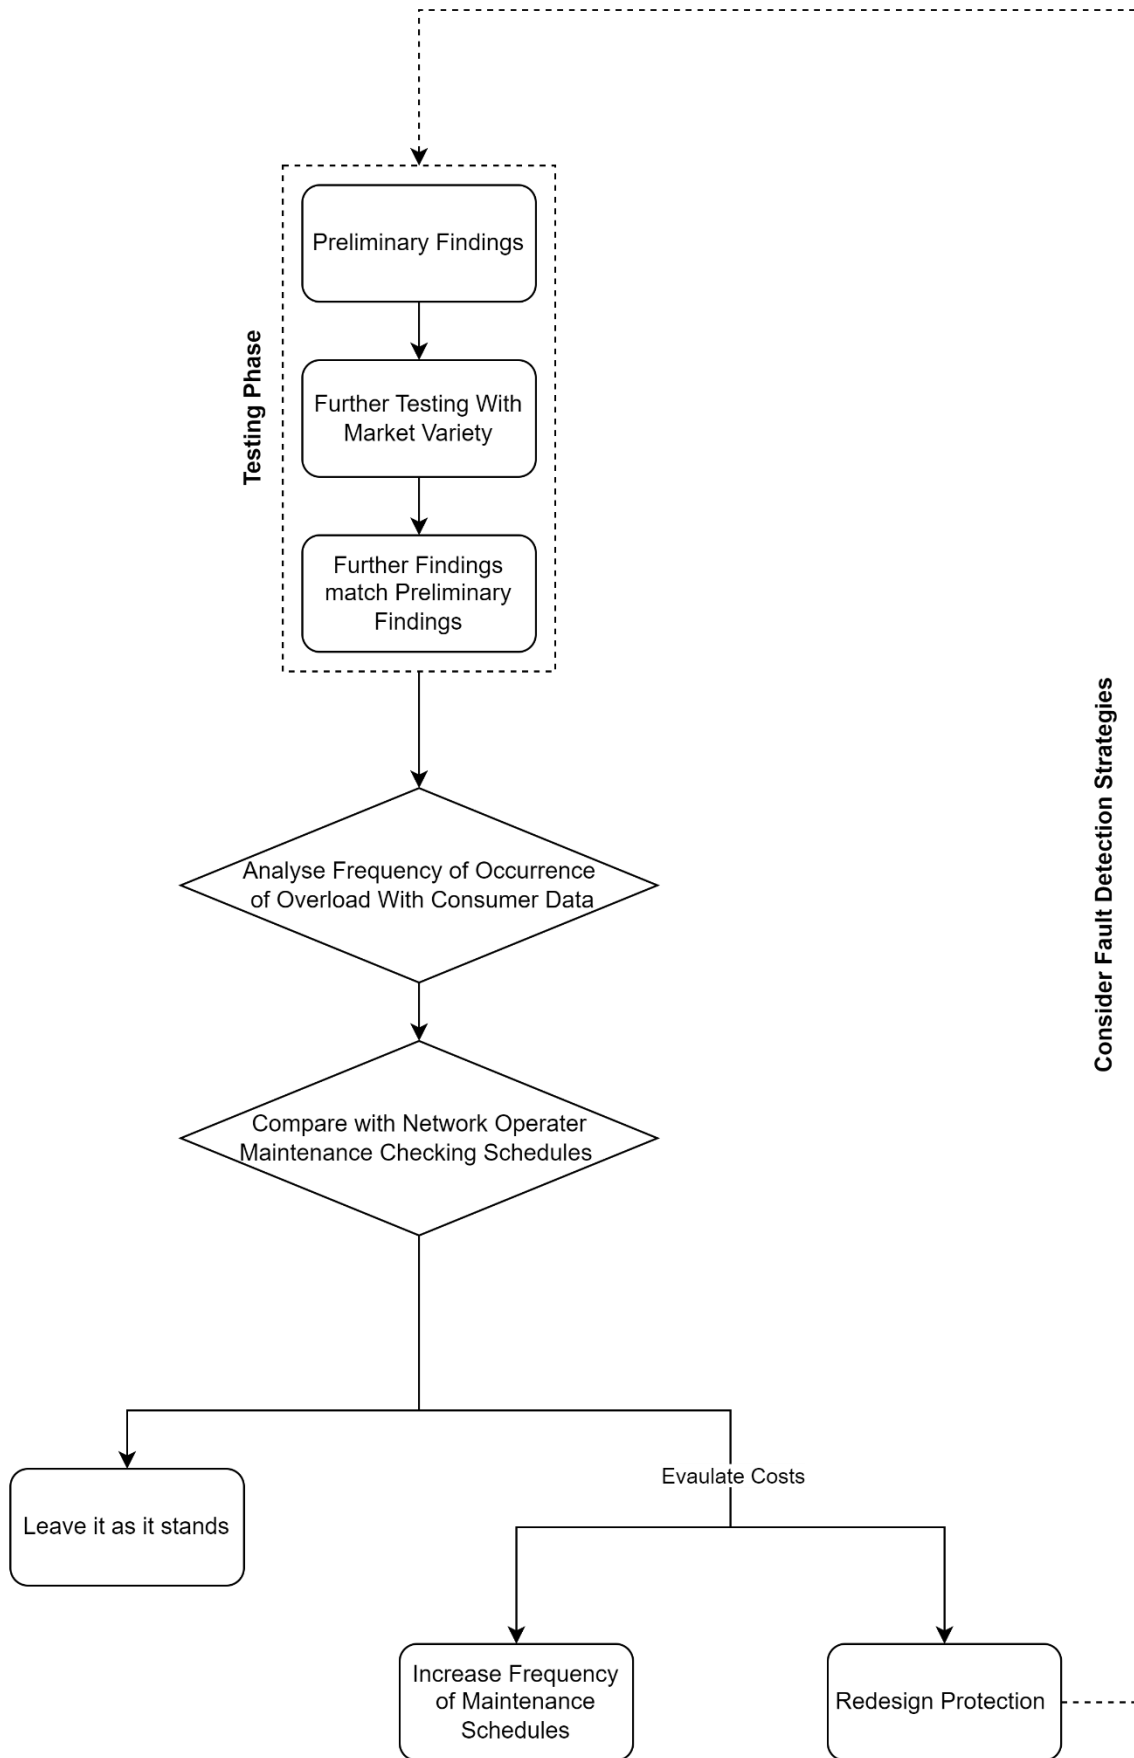 Preliminary Findings
Testing Phase
Further Testing With
Market Variety
Further Findings
match Preliminary
Findings
Consider Fault Detection Strategies
Analyse Frequency of Occurrence
of Overload With Consumer Data
Compare with Network Operater
Maintenance Checking Schedules
Evaulate Costs
Leave it as it stands
Increase Frequency
of Maintenance
Schedules
Redesign Protection